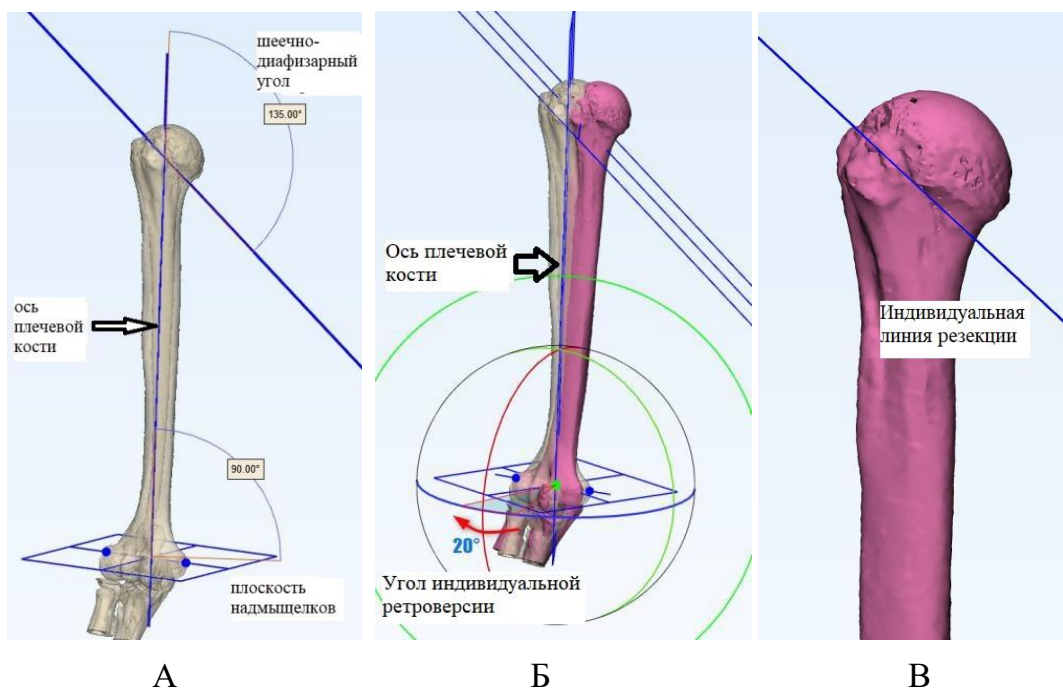 шеечно-
диафизарный
угол
135.00°
ось
плечевой
кости
90.00°
плоскость
надмыщелков
А
Ось плечевой
кости
20°
Угол индивидуальной
ретроверсии
Б
Индивидуальная
линия резекции
В